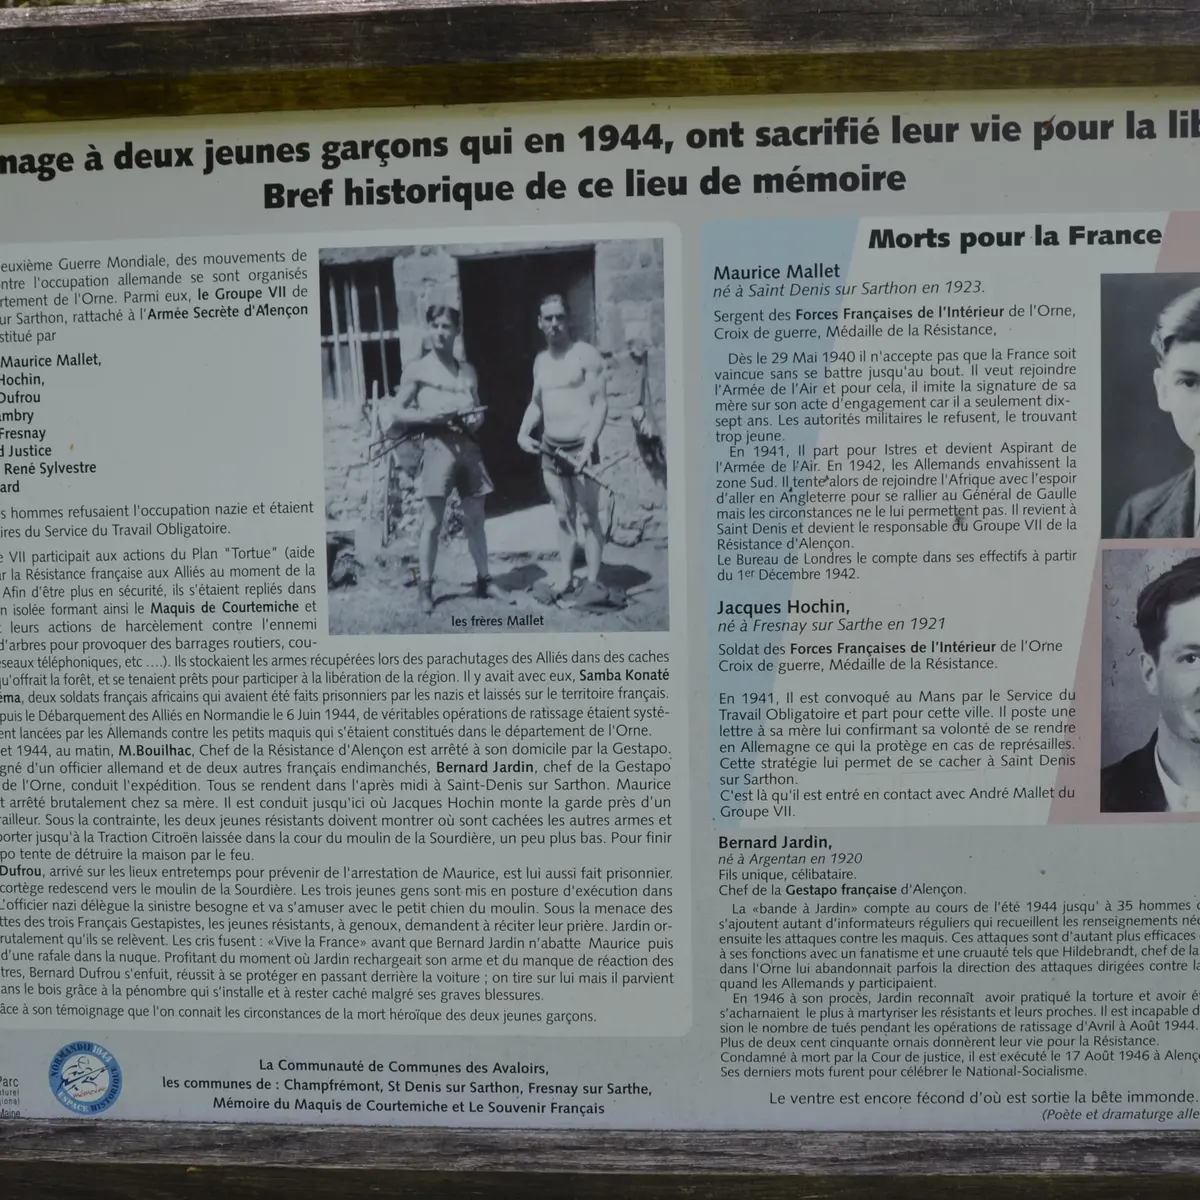 mage à deux jeunes garçons qui en 1944, ont sacrifié leur vie pour la lib
Bref historique de ce lieu de mémoire
euxième Guerre Mondiale, des mouvements de
ntre l'occupation allemande se sont organisés
rtement de l'Orne. Parmi eux, le Groupe VII de
ur Sarthon, rattaché à l'Armée Secrète d'Alençon
stitué par
Maurice Mallet,
Hochin,
Dufrou
mbry
Fresnay
d Justice
René Sylvestre
ard
s hommes refusaient l'occupation nazie et étaient
ires du Service du Travail Obligatoire.
e VII participait aux actions du Plan "Tortue" (aide
ar la Résistance française aux Alliés au moment de la
Afin d'être plus en sécurité, ils s'étaient repliés dans
n isolée formant ainsi le Maquis de Courtemiche et
t leurs actions de harcèlement contre l'ennemi
d'arbres pour provoquer des barrages routiers, cou-
éseaux téléphoniques, etc ....). Ils stockaient les armes récupérées lors des parachutages des Alliés dans des caches
qu'offrait la forêt, et se tenaient prêts pour participer à la libération de la région. Il y avait avec eux, Samba Konaté
éma, deux soldats français africains qui avaient été faits prisonniers par les nazis et laissés sur le territoire français.
puis le Débarquement des Alliés en Normandie le 6 Juin 1944, de véritables opérations de ratissage étaient systé-
ent lancées par les Allemands contre les petits maquis qui s'étaient constitués dans le département de l'Orne.
et 1944, au matin, M.Bouilhac, Chef de la Résistance d'Alençon est arrêté à son domicile par la Gestapo.
gné d'un officier allemand et de deux autres français endimanchés, Bernard Jardin, chef de la Gestapo
de l'Orne, conduit l'expédition. Tous se rendent dans l'après midi à Saint-Denis sur Sarthon. Maurice
t arrêté brutalement chez sa mère. Il est conduit jusqu'ici où Jacques Hochin monte la garde près d'un
railleur. Sous la contrainte, les deux jeunes résistants doivent montrer où sont cachées les autres armes et
porter jusqu'à la Traction Citroën laissée dans la cour du moulin de la Sourdière, un peu plus bas. Pour finir
po tente de détruire la maison par le feu.
Dufrou, arrivé sur les lieux entretemps pour prévenir de l'arrestation de Maurice, est lui aussi fait prisonnier.
cortège redescend vers le moulin de la Sourdière. Les trois jeunes gens sont mis en posture d'exécution dans
L'officier nazi délègue la sinistre besogne et va s'amuser avec le petit chien du moulin. Sous la menace des
ttes des trois Français Gestapistes, les jeunes résistants, à genoux, demandent à réciter leur prière. Jardin or-
rutalement qu'ils se relèvent. Les cris fusent : «Vive la France» avant que Bernard Jardin n'abatte Maurice puis
d'une rafale dans la nuque. Profitant du moment où Jardin rechargeait son arme et du manque de réaction des
tres, Bernard Dufrou s'enfuit, réussit à se protéger en passant derrière la voiture ; on tire sur lui mais il parvient
ans le bois grâce à la pénombre qui s'installe et à rester caché malgré ses graves blessures.
âce à son témoignage que l'on connait les circonstances de la mort héroïque des deux jeunes garçons.
les frères Mallet
Morts pour la France
Maurice Mallet
né à Saint Denis sur Sarthon en 1923.
Sergent des Forces Françaises de l'Intérieur de l'Orne,
Croix de guerre, Médaille de la Résistance,
Dès le 29 Mai 1940 il n'accepte pas que la France soit
vaincue sans se battre jusqu'au bout. Il veut rejoindre
l'Armée de l'Air et pour cela, il imite la signature de sa
mère sur son acte d'engagement car il a seulement dix-
sept ans. Les autorités militaires le refusent, le trouvant
trop jeune.
En 1941, Il part pour Istres et devient Aspirant de
l'Armée de l'Air. En 1942, les Allemands envahissent la
zone Sud. Il tente alors de rejoindre l'Afrique avec l'espoir
d'aller en Angleterre pour se rallier au Général de Gaulle
mais les circonstances ne le lui permettent pas. Il revient à
Saint Denis et devient le responsable du Groupe VII de la
Résistance d'Alençon.
Le Bureau de Londres le compte dans ses effectifs à partir
du 1er Décembre 1942.
Jacques Hochin,
né à Fresnay sur Sarthe en 1921
Soldat des Forces Françaises de l'Intérieur de l'Orne
Croix de guerre, Médaille de la Résistance.
En 1941, Il est convoqué au Mans par le Service du
Travail Obligatoire et part pour cette ville. Il poste une
lettre à sa mère lui confirmant sa volonté de se rendre
en Allemagne ce qui la protège en cas de représailles.
Cette stratégie lui permet de se cacher à Saint Denis
sur Sarthon.
C'est là qu'il est entré en contact avec André Mallet du
Groupe VII.
Bernard Jardin,
né à Argentan en 1920
Fils unique, célibataire.
Chef de la Gestapo française d'Alençon.
La «bande à Jardin» compte au cours de l'été 1944 jusqu' à 35 hommes
s'ajoutent autant d'informateurs réguliers qui recueillent les renseignements néc
ensuite les attaques contre les maquis. Ces attaques sont d'autant plus efficaces
à ses fonctions avec un fanatisme et une cruauté tels que Hildebrandt, chef de la
dans l'Orne lui abandonnait parfois la direction des attaques dirigées contre la
quand les Allemands y participaient.
En 1946 à son procès, Jardin reconnaît avoir pratiqué la torture et avoir é
s'acharnaient le plus à martyriser les résistants et leurs proches. Il est incapable d
sion le nombre de tués pendant les opérations de ratissage d'Avril à Août 1944.
Plus de deux cent cinquante ornais donnèrent leur vie pour la Résistance.
Condamné à mort par la Cour de justice, il est exécuté le 17 Août 1946 à Alenço
Ses derniers mots furent pour célébrer le National-Socialisme.
Le ventre est encore fécond d'où est sortie la bête immonde.
(Poète et dramaturge alle
Parc
turel
gional
Maine
NORMANDIE 1944
mémoire
ESPACE HISTORIQUE
La Communauté de Communes des Avaloirs,
les communes de : Champfrémont, St Denis sur Sarthon, Fresnay sur Sarthe,
Mémoire du Maquis de Courtemiche et Le Souvenir Français